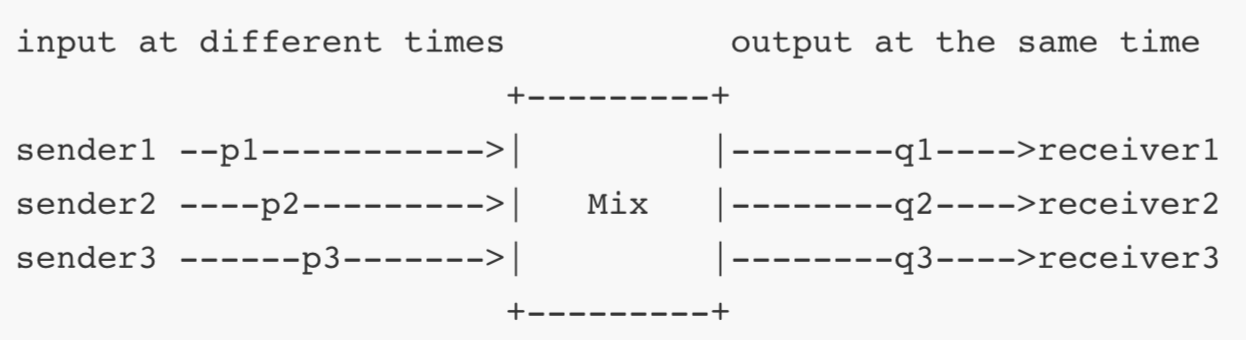 input at different times           output at the same time
                        +---------+
sender1 --p1----------->|         |--------q1---->receiver1
sender2 ----p2--------->|   Mix   |--------q2---->receiver2
sender3 ------p3------->|         |--------q3---->receiver3
                        +---------+